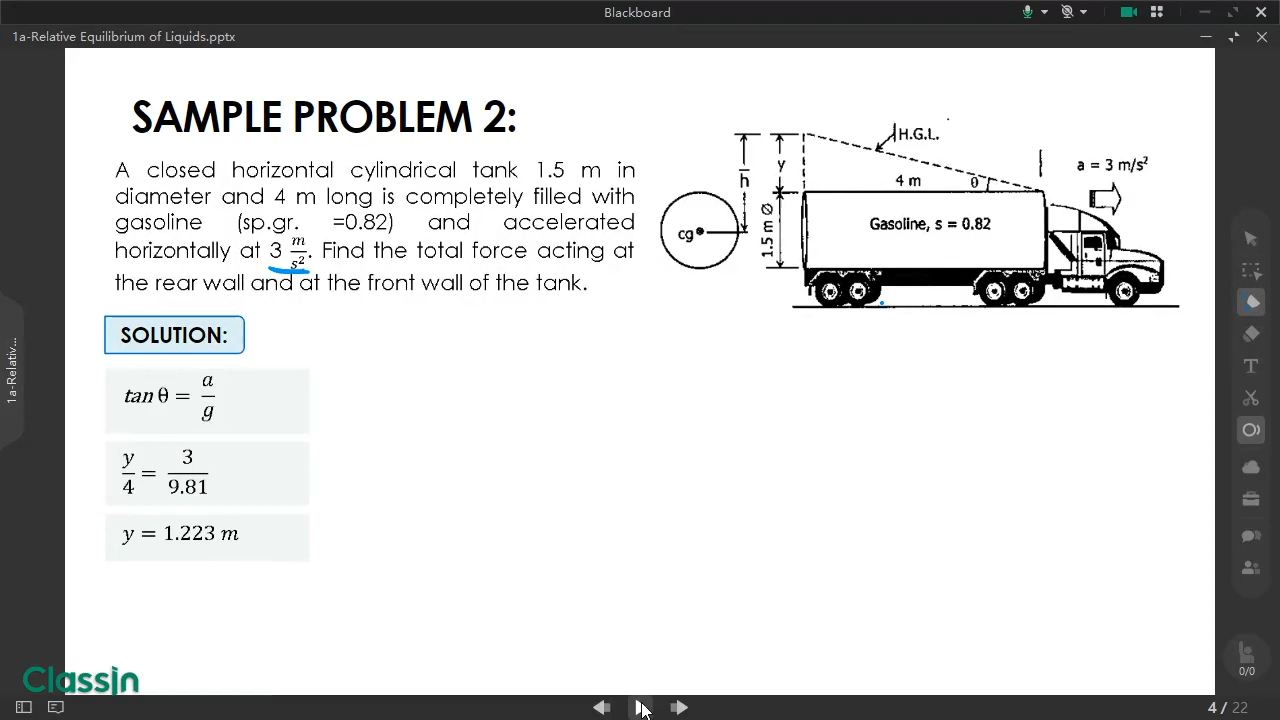 Blackboard
1a-Relative Equilibrium of Liquids.pptx
SAMPLE PROBLEM 2:
A closed horizontal cylindrical tank 1.5 m in
diameter and 4 m long is completely filled with
gasoline (sp.gr. =0.82) and accelerated
horizontally at 3 m/s². Find the total force acting at
the rear wall and at the front wall of the tank.
H.G.L.
a = 3 m/s²
y
h̄
4 m
θ
cg
1.5 m Ø
Gasoline, s = 0.82
SOLUTION:
tan θ = a/g
y/4 = 3/9.81
y = 1.223 m
1a-Relativ...
T
0/0
ClassIn
4 / 22